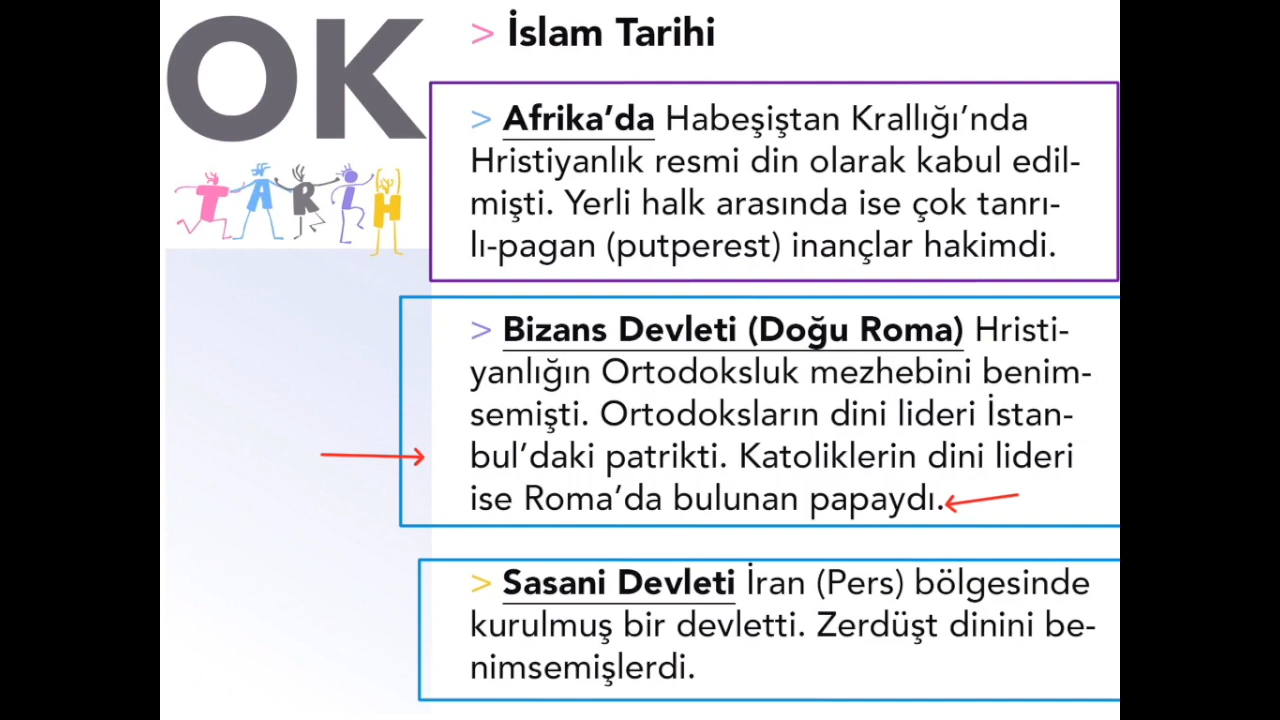 OK
TARİH
> İslam Tarihi
> Afrika’da Habeşiştan Krallığı’nda
Hristiyanlık resmi din olarak kabul edil-
mişti. Yerli halk arasında ise çok tanrı-
lı-pagan (putperest) inançlar hakimdi.
> Bizans Devleti (Doğu Roma) Hristi-
yanlığın Ortodoksluk mezhebini benim-
semişti. Ortodoksların dini lideri İstan-
bul’daki patrikti. Katoliklerin dini lideri
ise Roma’da bulunan papaydı.
> Sasani Devleti İran (Pers) bölgesinde
kurulmuş bir devletti. Zerdüşt dinini be-
nimsemişlerdi.